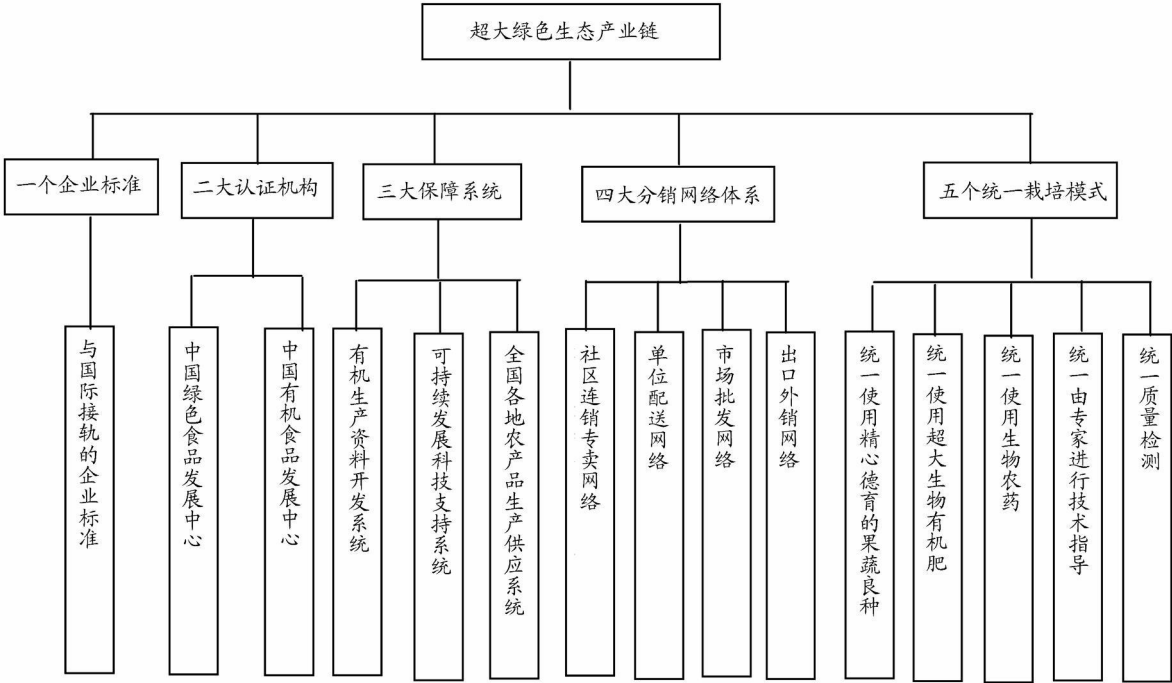 超大绿色生态产业链
一个企业标准
二大认证机构
三大保障系统
四大分销网络体系
五个统一栽培模式
与国际接轨的企业标准
中国绿色食品发展中心
中国有机食品发展中心
有机生产资料开发系统
可持续发展科技支持系统
全国各地农产品生产供应系统
社区连销专卖网络
单位配送网络
市场批发网络
出口外销网络
统一使用精心德育的果蔬良种
统一使用超大生物有机肥
统一使用生物农药
统一由专家进行技术指导
统一质量检测